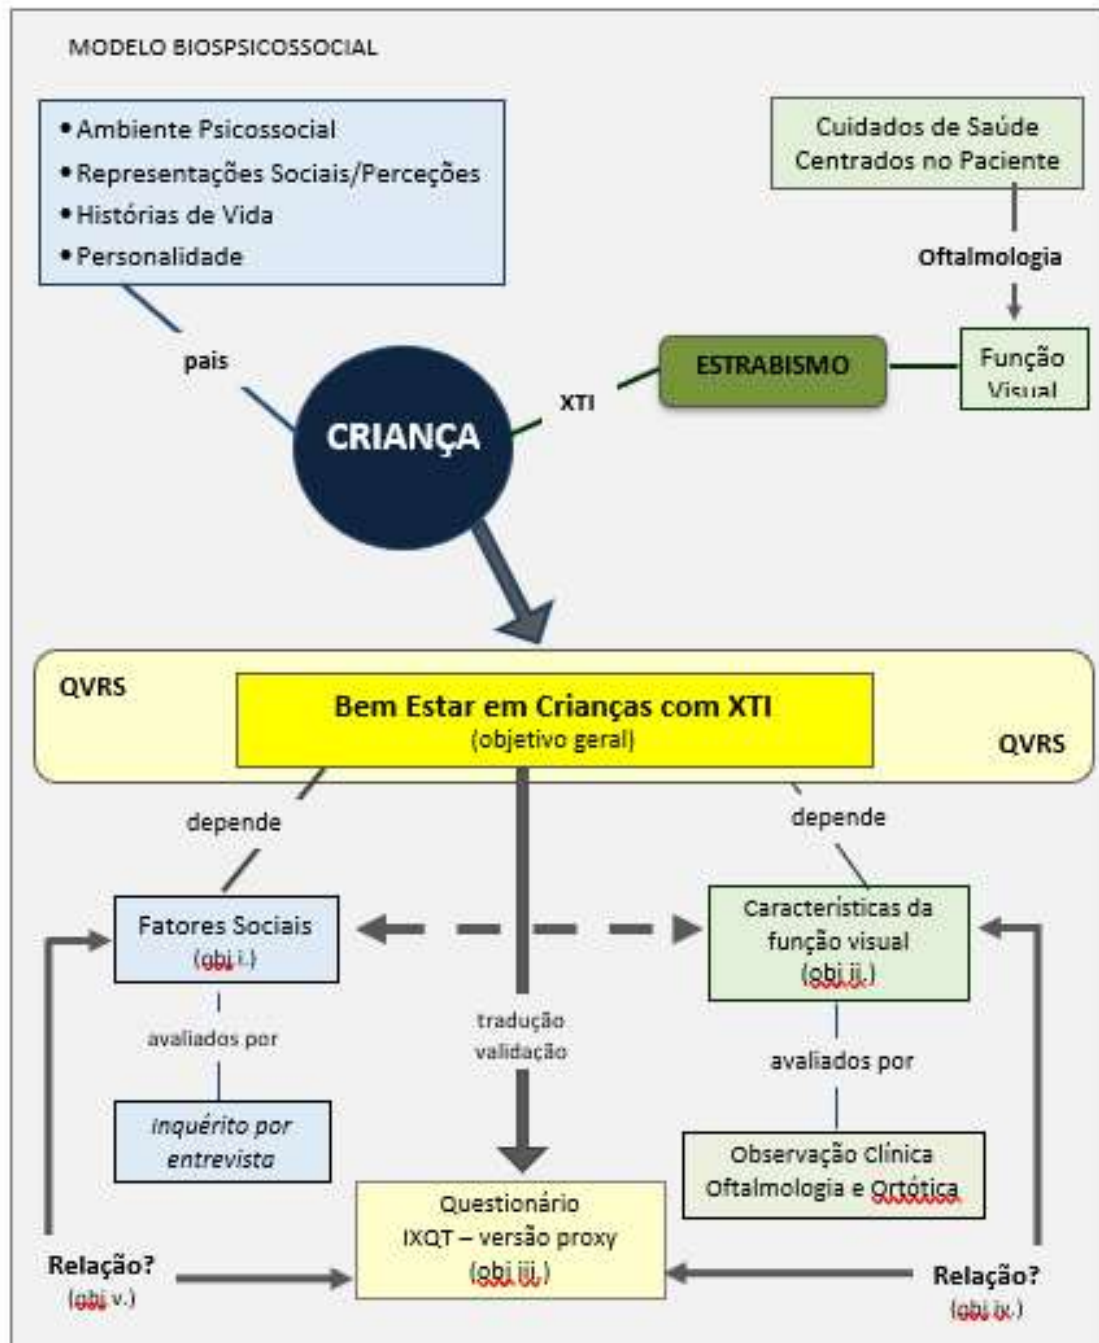 MODELO BIOSPSICOSSOCIAL
• Ambiente Psicossocial
• Representações Sociais/Perceções
• Histórias de Vida
• Personalidade
Cuidados de Saúde
Centrados no Paciente
Oftalmologia
pais
ESTRABISMO
Função
Visual
XTI
CRIANÇA
QVRS
Bem Estar em Crianças com XTI
(objetivo geral)
QVRS
depende
depende
Fatores Sociais
(obj i.)
Características da
função visual
(obj ii.)
avaliados por
tradução
validação
avaliados por
Inquérito por
entrevista
Observação Clínica
Oftalmologia e Ortótica
Questionário
IXQT – versão proxy
(obj iii.)
Relação?
(obj v.)
Relação?
(obj iv.)